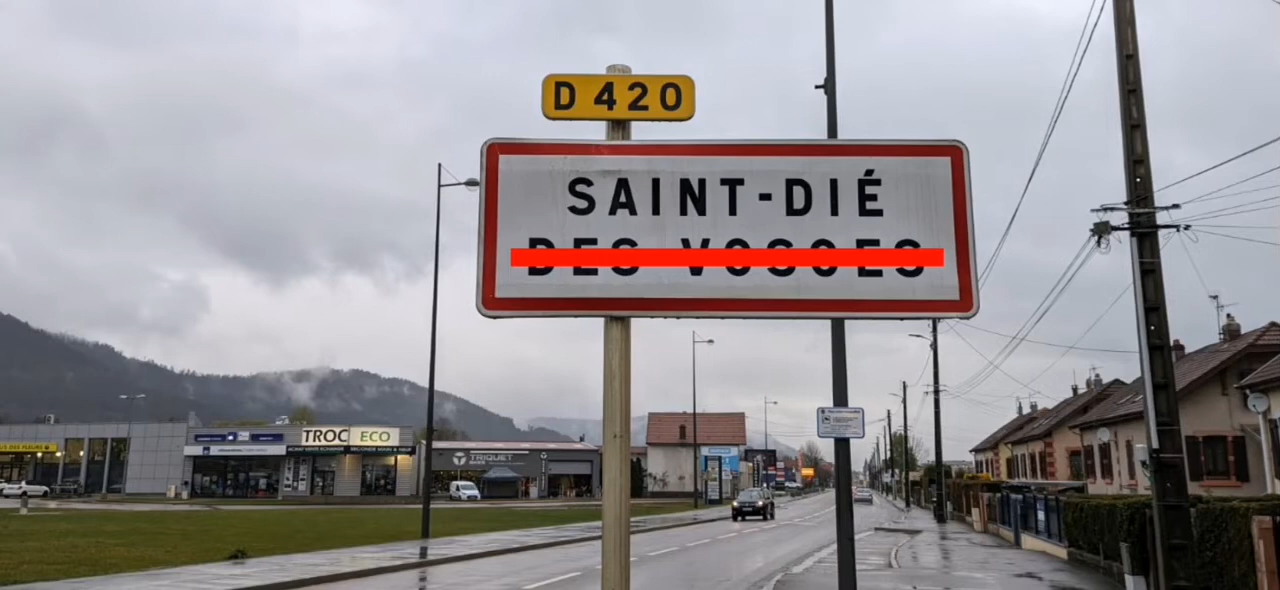 D 420
SAINT-DIÉ
DES VOSGES
TROC ECO
TRIQUET